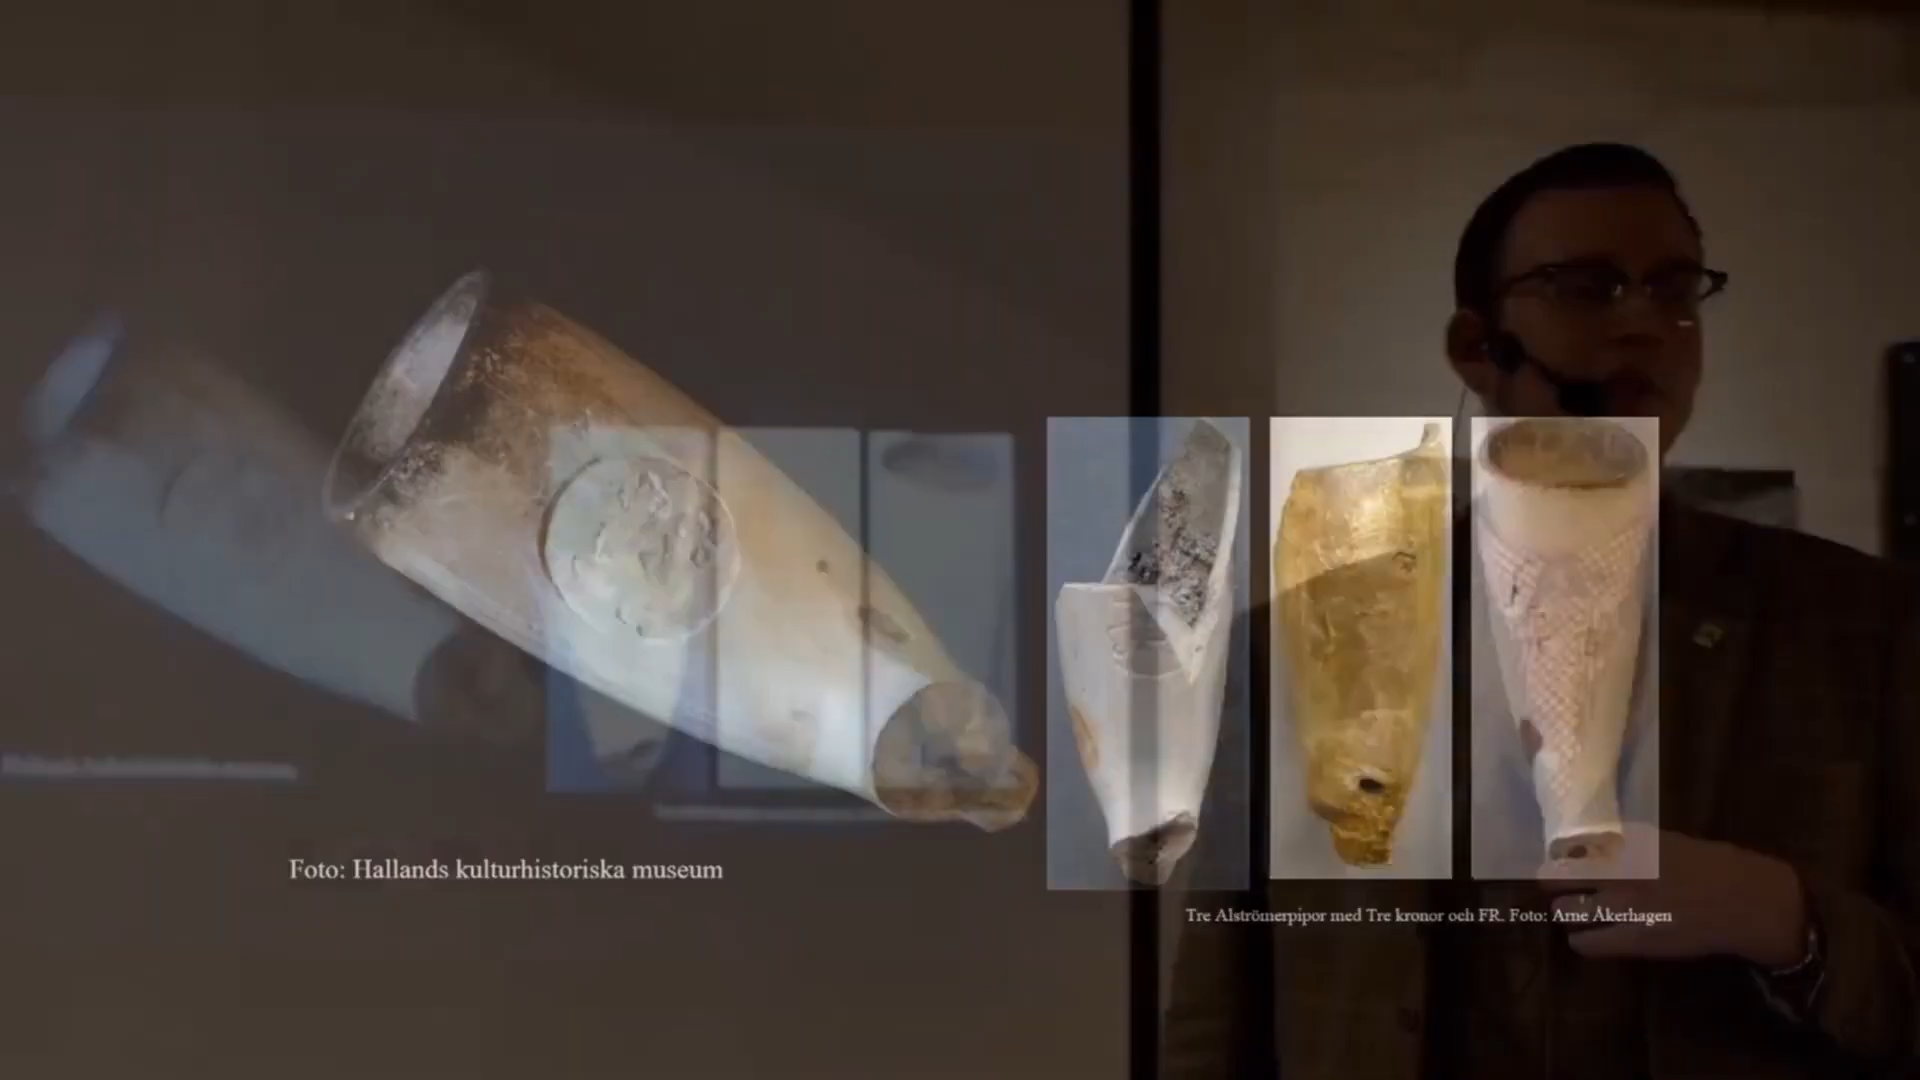 Foto: Hallands kulturhistoriska museum
Tre Alströmerpipor med Tre kronor och FR. Foto: Arne Åkerhagen